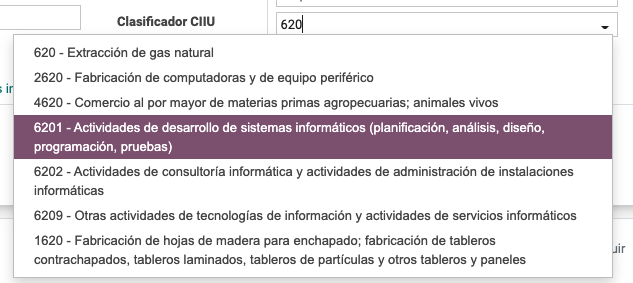 Clasificador CIIU
620
620 - Extracción de gas natural
2620 - Fabricación de computadoras y de equipo periférico
4620 - Comercio al por mayor de materias primas agropecuarias; animales vivos
6201 - Actividades de desarrollo de sistemas informáticos (planificación, análisis, diseño,
programación, pruebas)
6202 - Actividades de consultoría informática y actividades de administración de instalaciones
informáticas
6209 - Otras actividades de tecnologías de información y actividades de servicios informáticos
1620 - Fabricación de hojas de madera para enchapado; fabricación de tableros
contrachapados, tableros laminados, tableros de partículas y otros tableros y paneles